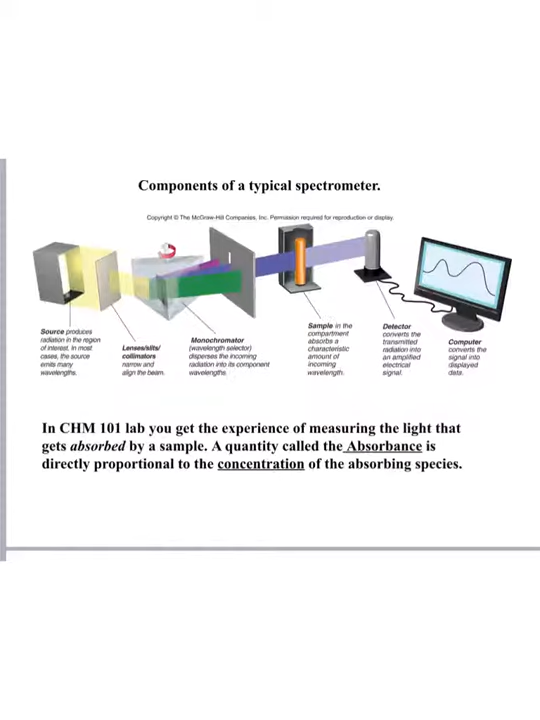 Components of a typical spectrometer.
Copyright © The McGraw-Hill Companies, Inc. Permission required for reproduction or display.
Source produces
radiation in the region
of interest. In most
cases, the source
emits many
wavelengths.
Lenses/slits/
collimators
narrow and
align the beam.
Monochromator
(wavelength selector)
disperses the incoming
radiation into its component
wavelengths.
Sample in the
compartment
absorbs a
characteristic
amount of
incoming
wavelength.
Detector
converts the
transmitted
radiation into
an amplified
electrical
signal.
Computer
converts the
signal into
displayed
data.
In CHM 101 lab you get the experience of measuring the light that
gets absorbed by a sample. A quantity called the Absorbance is
directly proportional to the concentration of the absorbing species.